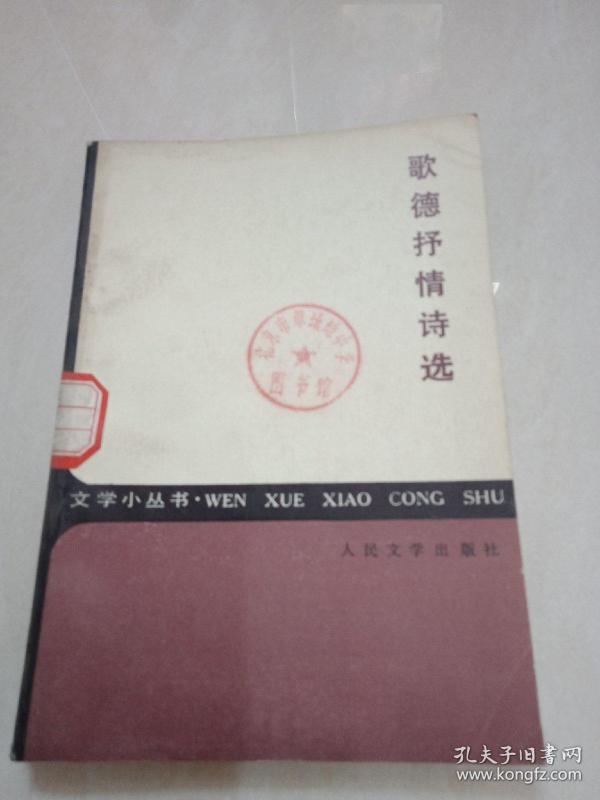 歌德抒情诗选
图书馆
文学小丛书·WEN XUE XIAO CONG SHU
人民文学出版社
孔夫子旧书网
www.kongfz.com